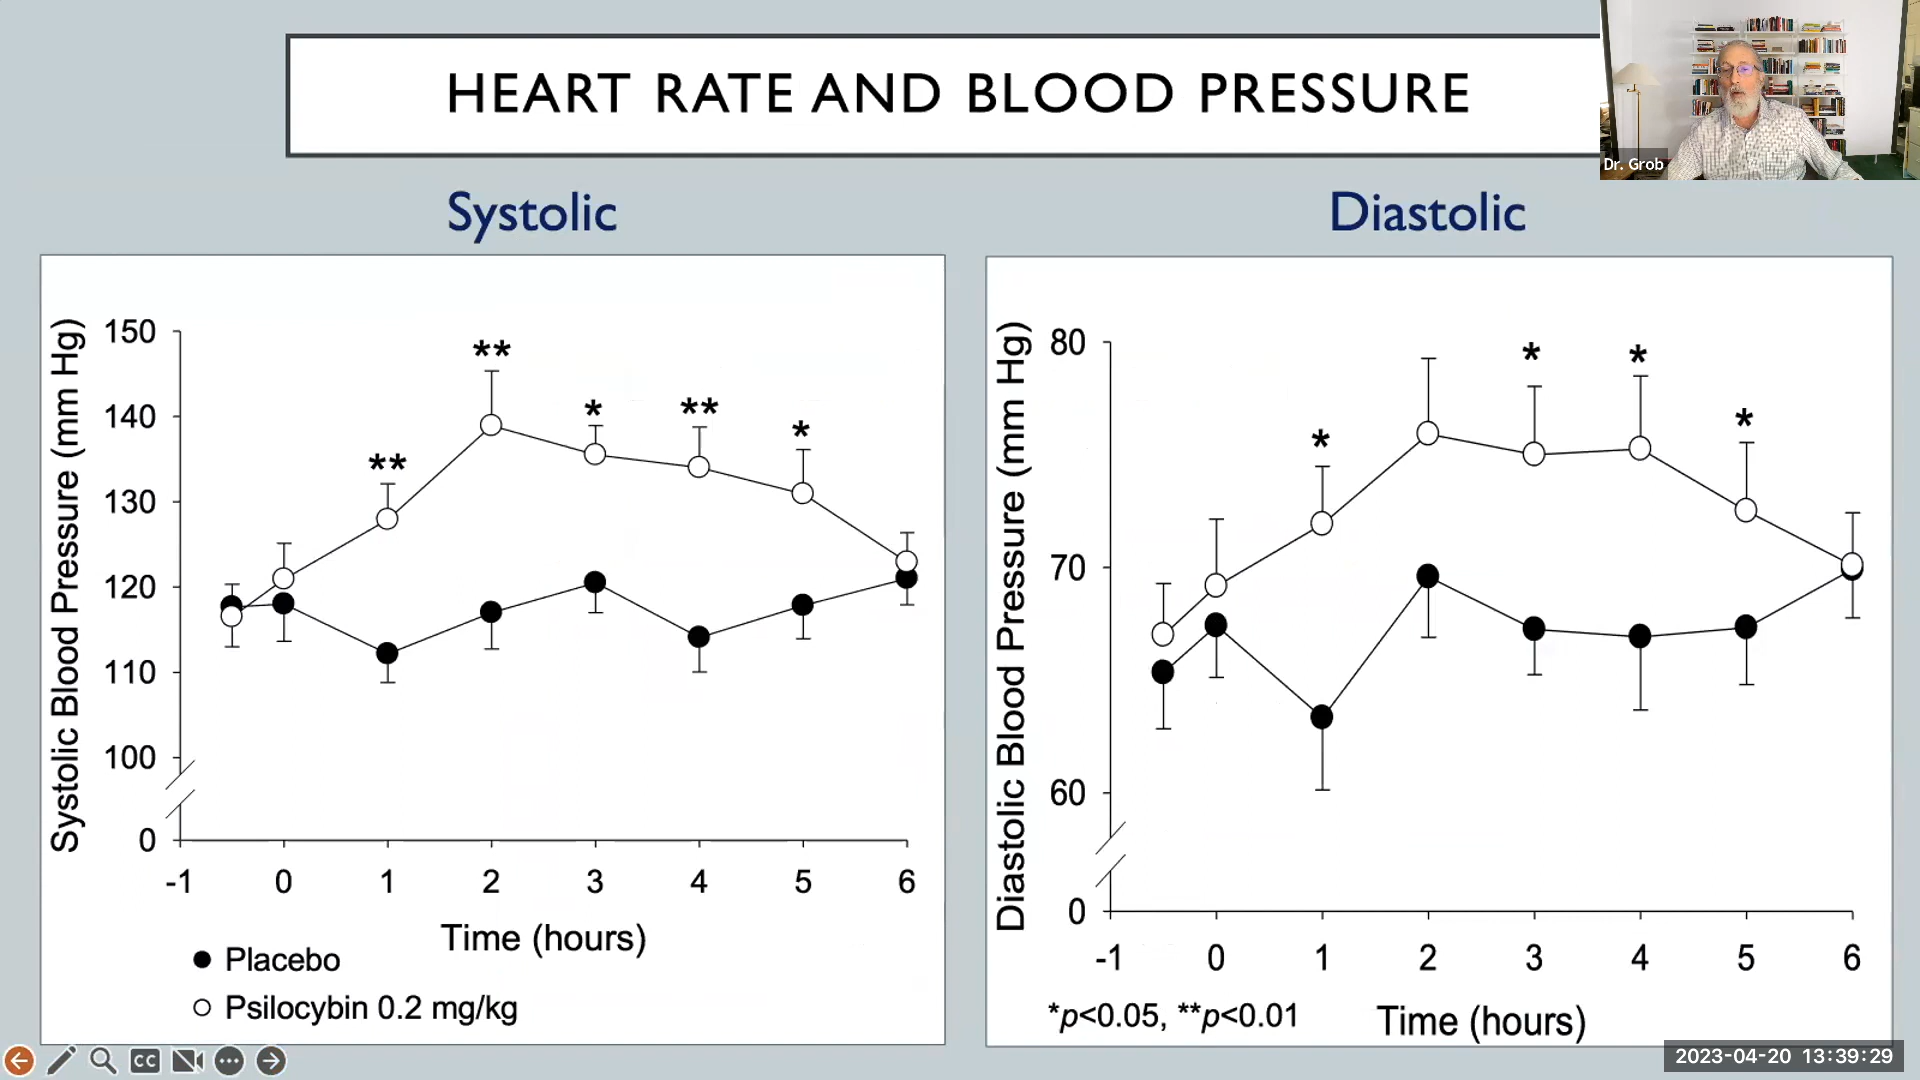 HEART RATE AND BLOOD PRESSURE
Dr. Grob
Systolic
Diastolic
Systolic Blood Pressure (mm Hg)
150
140
130
120
110
100
0
**
**
*
**
*
-1 0 1 2 3 4 5 6
Time (hours)
Placebo
Psilocybin 0.2 mg/kg
Diastolic Blood Pressure (mm Hg)
80
70
60
0
*
*
*
*
-1 0 1 2 3 4 5 6
*p<0.05, **p<0.01
Time (hours)
CC
2023-04-20 13:39:29